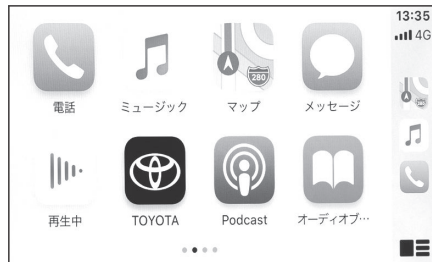 13:35
4G
280
電話
ミュージック
マップ
メッセージ
再生中
TOYOTA
Podcast
オーディオブ…